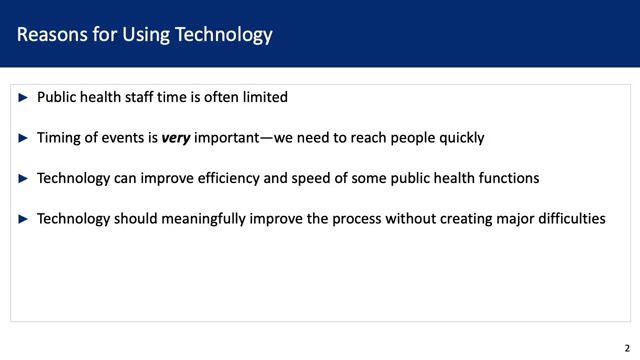 Reasons for Using Technology
► Public health staff time is often limited
► Timing of events is very important—we need to reach people quickly
► Technology can improve efficiency and speed of some public health functions
► Technology should meaningfully improve the process without creating major difficulties
2